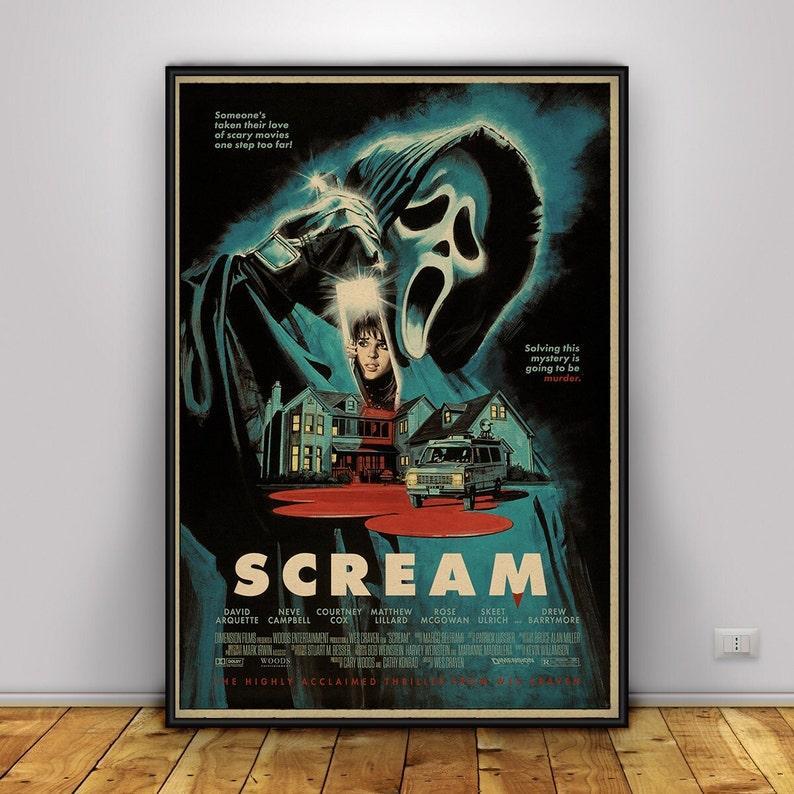 Someone's
taken their love
of scary movies
one step too far!
Solving this
mystery is
going to be
murder.
SCREAM
DAVID ARQUETTE NEVE CAMPBELL COURTNEY COX MATTHEW LILLARD ROSE MCGOWAN SKEET ULRICH AND DREW BARRYMORE
DIMENSION FILMS PRESENTS WOODS ENTERTAINMENT PRODUCTION WES CRAVEN "SCREAM" MARCO BELTRAMI PATRICK LUSSIER BRUCE ALAN MILLER
MARK IRWIN STUART M. BESSER BOB WEINSTEIN HARVEY WEINSTEIN MARIANNE MADDALENA KEVIN WILLIAMSON
DOLBY WOODS CARY WOODS AND CATHY KONRAD WES CRAVEN DIMENSION R
THE HIGHLY ACCLAIMED THRILLER FROM WES CRAVEN